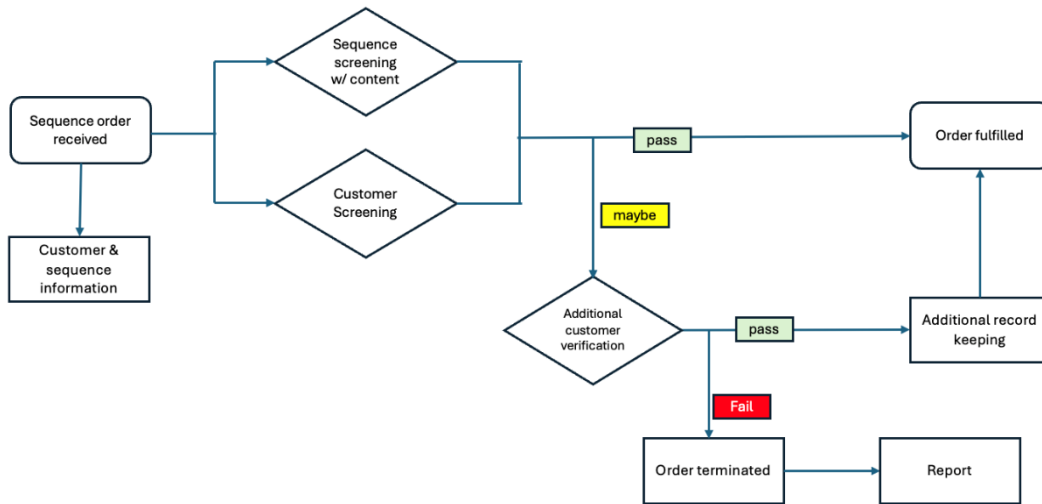 Sequence
screening
w/ content
Sequence order
received
pass
Order fulfilled
Customer
Screening
maybe
Customer &
sequence
information
Additional
customer
verification
pass
Additional record
keeping
Fail
Order terminated
Report